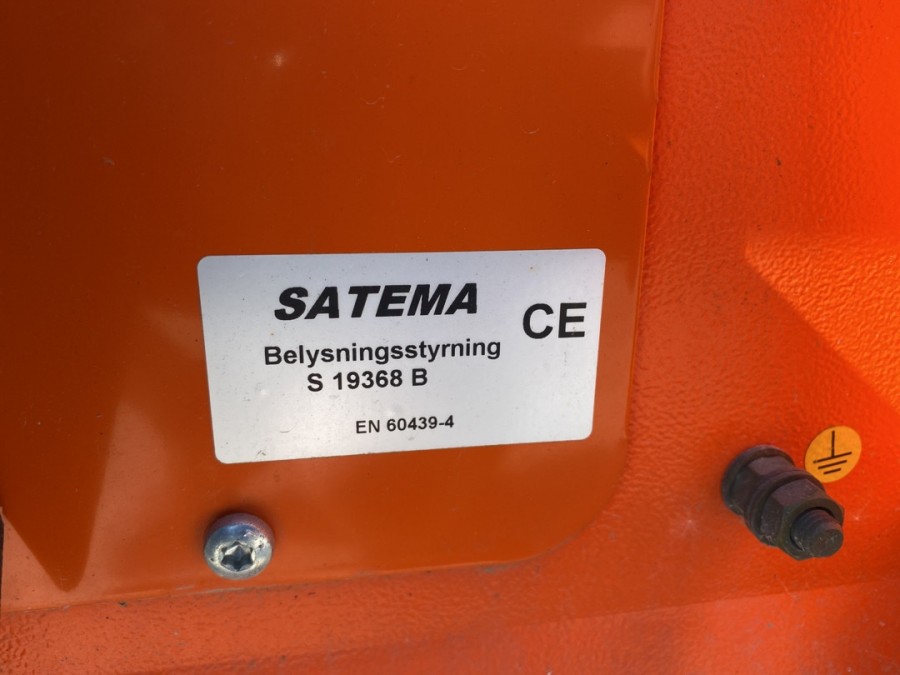 SATEMA
CE
Belysningsstyrning
S 19368 B
EN 60439-4